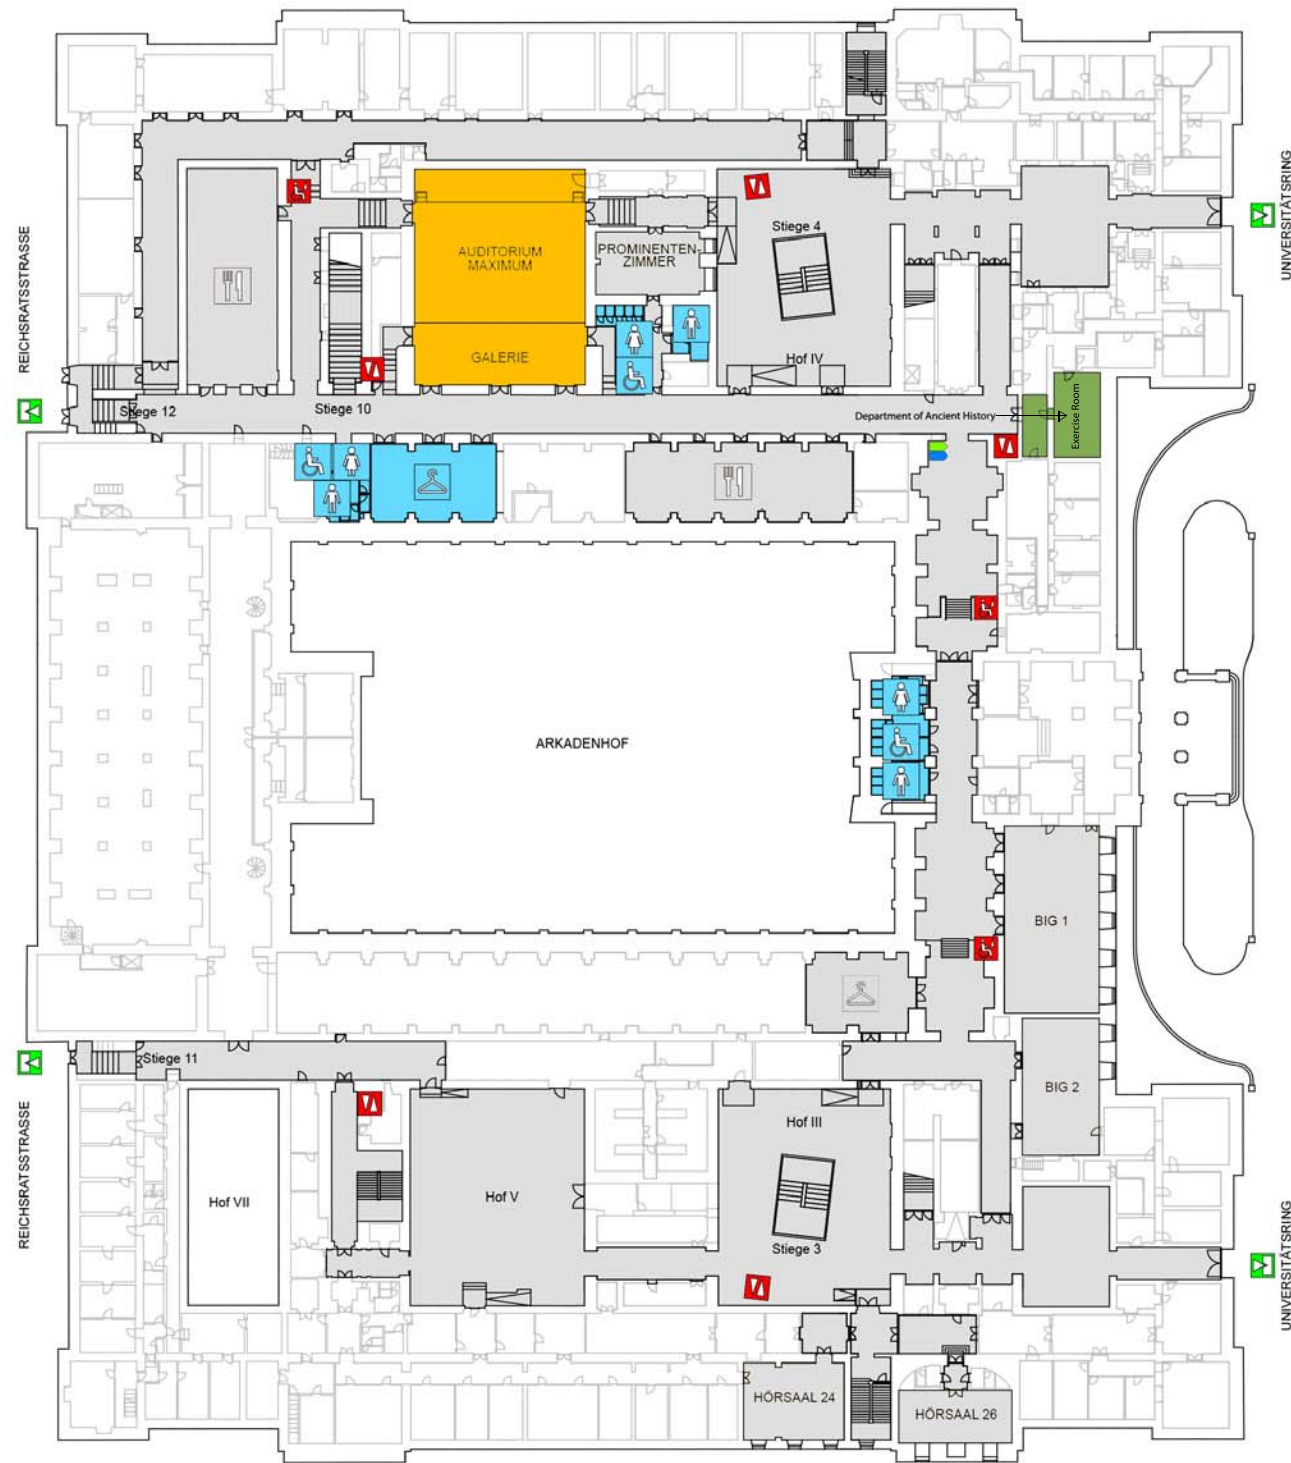 REICHSRATSSTRASSE
UNIVERSITÄTSRING
Stiege 4
AUDITORIUM
MAXIMUM
PROMINENTEN-
ZIMMER
GALERIE
Hof IV
Stiege 12
Stiege 10
Department of Ancient History
Exercise Room
ARKADENHOF
BIG 1
Stiege 11
BIG 2
Hof III
REICHSRATSSTRASSE
Hof VII
Hof V
Stiege 3
UNIVERSITÄTSRING
HÖRSAAL 24
HÖRSAAL 26